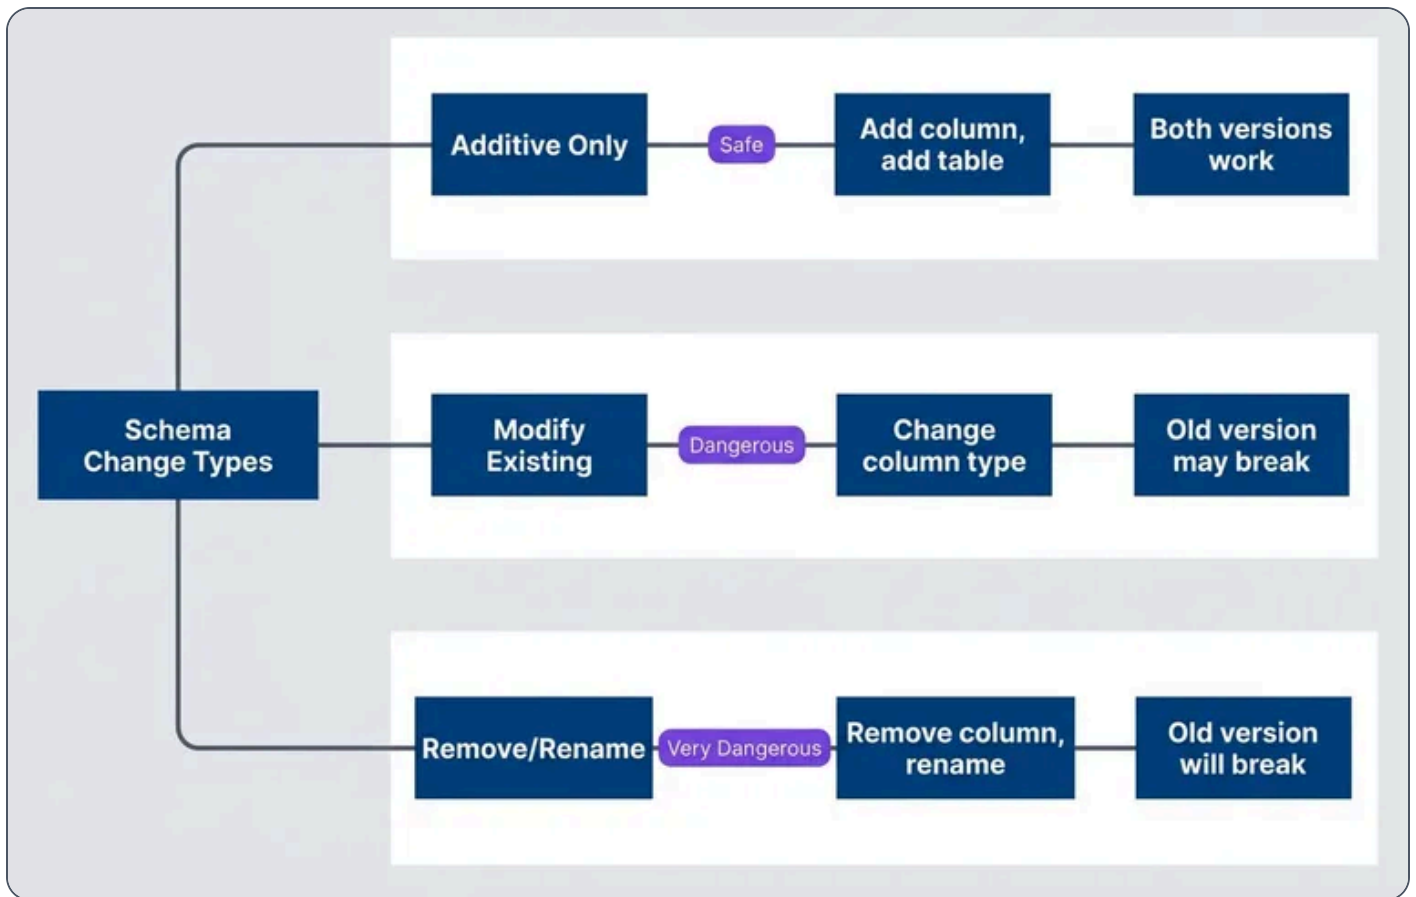 Additive Only
Safe
Add column,
add table
Both versions
work
Schema
Change Types
Modify
Existing
Dangerous
Change
column type
Old version
may break
Remove/Rename
Very Dangerous
Remove column,
rename
Old version
will break